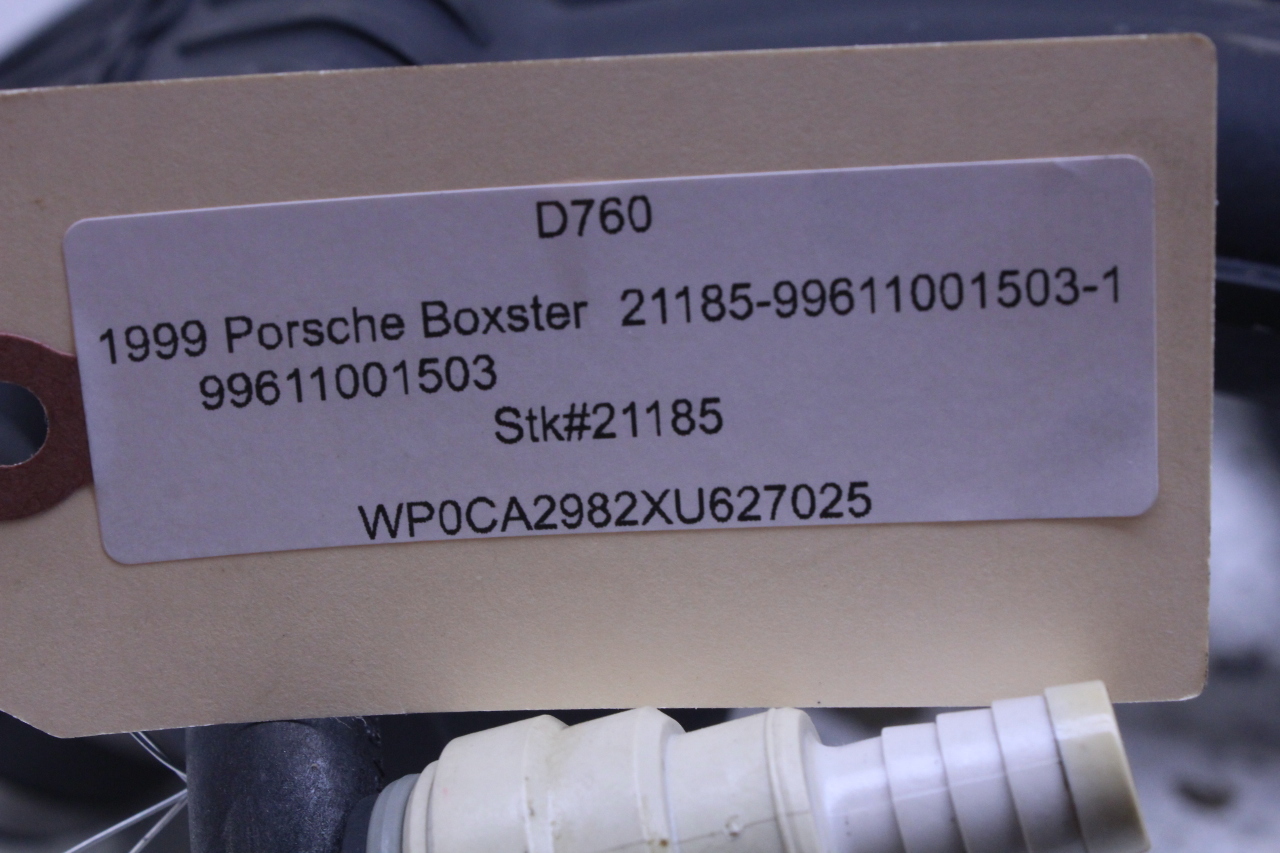 D760
1999 Porsche Boxster 21185-99611001503-1
99611001503
Stk#21185
WP0CA2982XU627025